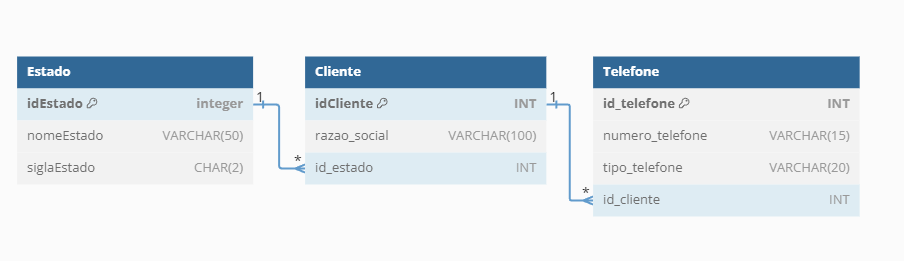 Estado
idEstado integer
nomeEstado VARCHAR(50)
siglaEstado CHAR(2)
1
*
Cliente
idCliente INT
razao_social VARCHAR(100)
id_estado INT
1
*
Telefone
id_telefone INT
numero_telefone VARCHAR(15)
tipo_telefone VARCHAR(20)
id_cliente INT